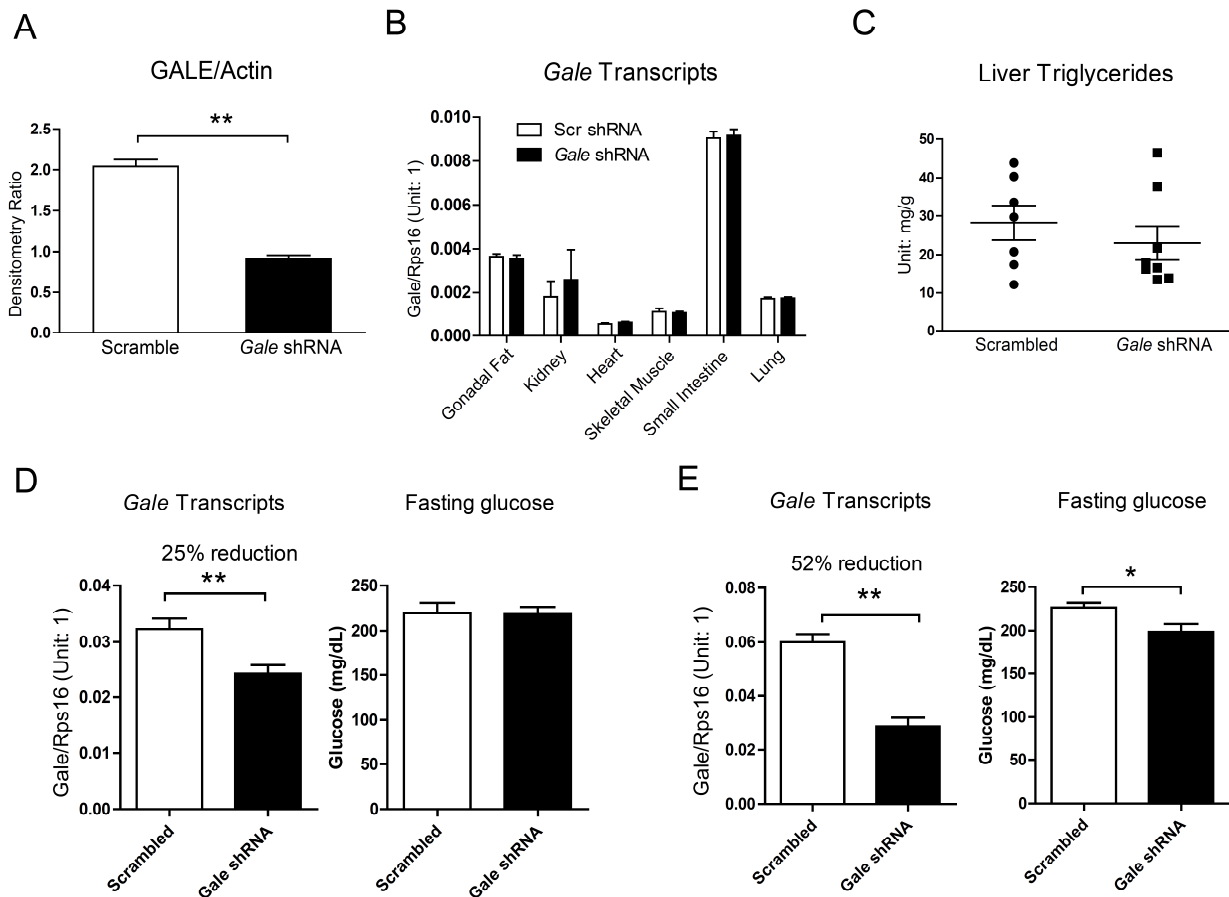 A
GALE/Actin
**
2.5
2.0
1.5
1.0
0.5
0.0
Densitometry Ratio
Scramble
Gale shRNA
B
Gale Transcripts
Scr shRNA
Gale shRNA
0.010
0.008
0.006
0.004
0.002
0.000
Gale/Rps16 (Unit: 1)
Gonadal Fat
Kidney
Heart
Skeletal Muscle
Small Intestine
Lung
C
Liver Triglycerides
50
40
30
20
10
0
Unit: mg/g
Scrambled
Gale shRNA
D
Gale Transcripts
25% reduction
**
0.04
0.03
0.02
0.01
0.00
Gale/Rps16 (Unit: 1)
Scrambled
Gale shRNA
Fasting glucose
250
200
150
100
50
0
Glucose (mg/dL)
Scrambled
Gale shRNA
E
Gale Transcripts
52% reduction
**
0.08
0.06
0.04
0.02
0.00
Gale/Rps16 (Unit: 1)
Scrambled
Gale shRNA
Fasting glucose
*
250
200
150
100
50
0
Glucose (mg/dL)
Scrambled
Gale shRNA